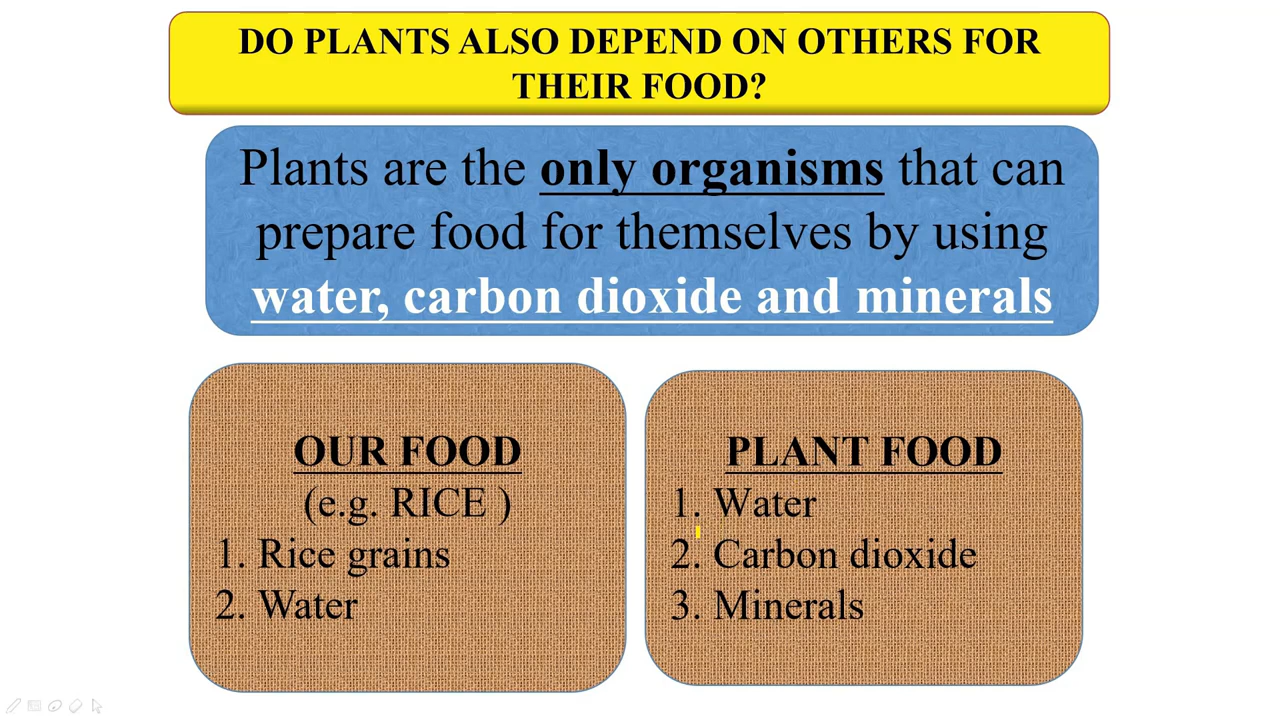 DO PLANTS ALSO DEPEND ON OTHERS FOR
THEIR FOOD?
Plants are the only organisms that can
prepare food for themselves by using
water, carbon dioxide and minerals
OUR FOOD
(e.g. RICE )
1. Rice grains
2. Water
PLANT FOOD
1. Water
2. Carbon dioxide
3. Minerals